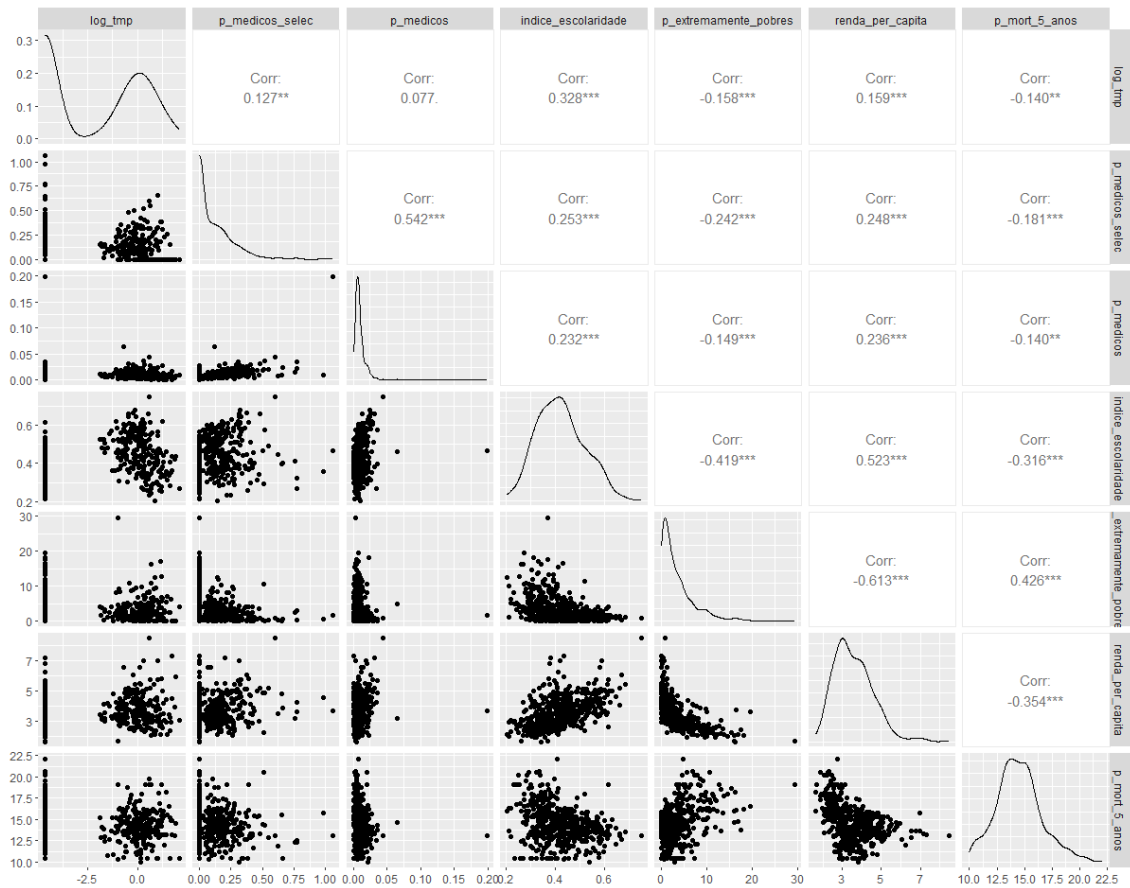 log_tmp p_medicos_selec p_medicos indice_escolaridade p_extremamente_pobres renda_per_capita p_mort_5_anos
0.3
0.2
0.1
0.0
Corr: Corr: Corr: Corr: Corr: Corr:
0.127** 0.077. 0.328*** -0.158*** 0.159*** -0.140**
log_tmp
1.00
0.75
0.50
0.25
0.00
Corr: Corr: Corr: Corr: Corr:
0.542*** 0.253*** -0.242*** 0.248*** -0.181***
p_medicos_selec
0.20
0.15
0.10
0.05
0.00
Corr: Corr: Corr: Corr:
0.232*** -0.149*** 0.236*** -0.140**
p_medicos
0.6
0.4
0.2
Corr: Corr: Corr:
-0.419*** 0.523*** -0.316***
indice_escolaridade
30
20
10
0
Corr: Corr:
-0.613*** 0.426***
_extremamente_pobre
7
5
3
Corr:
-0.354***
renda_per_capita
22.5
20.0
17.5
15.0
12.5
10.0
p_mort_5_anos
-2.5 0.0 0.00 0.25 0.50 0.75 1.00 0.00 0.05 0.10 0.15 0.20 0.2 0.4 0.6 0 10 20 30 3 5 7 10.0 12.5 15.0 17.5 20.0 22.5